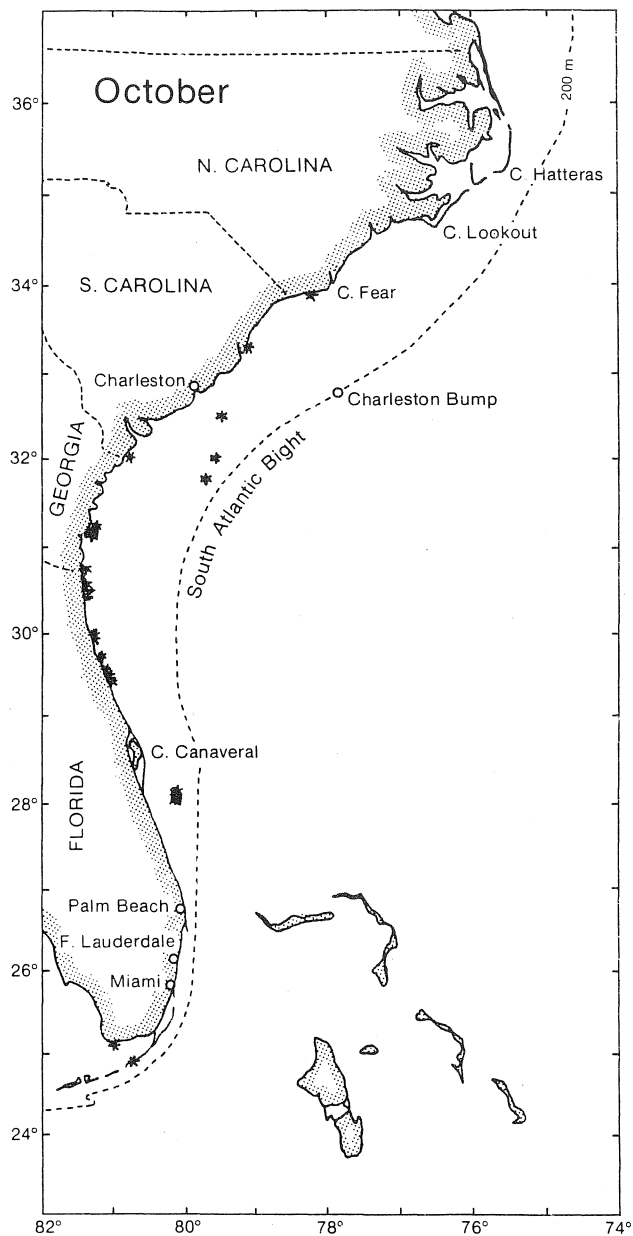 200 m
36°
October
N. CAROLINA
C. Hatteras
C. Lookout
34°
S. CAROLINA
C. Fear
Charleston
Charleston Bump
GEORGIA
32°
South Atlantic Bight
30°
C. Canaveral
FLORIDA
28°
Palm Beach
F. Lauderdale
26°
Miami
24°
82° 80° 78° 76° 74°